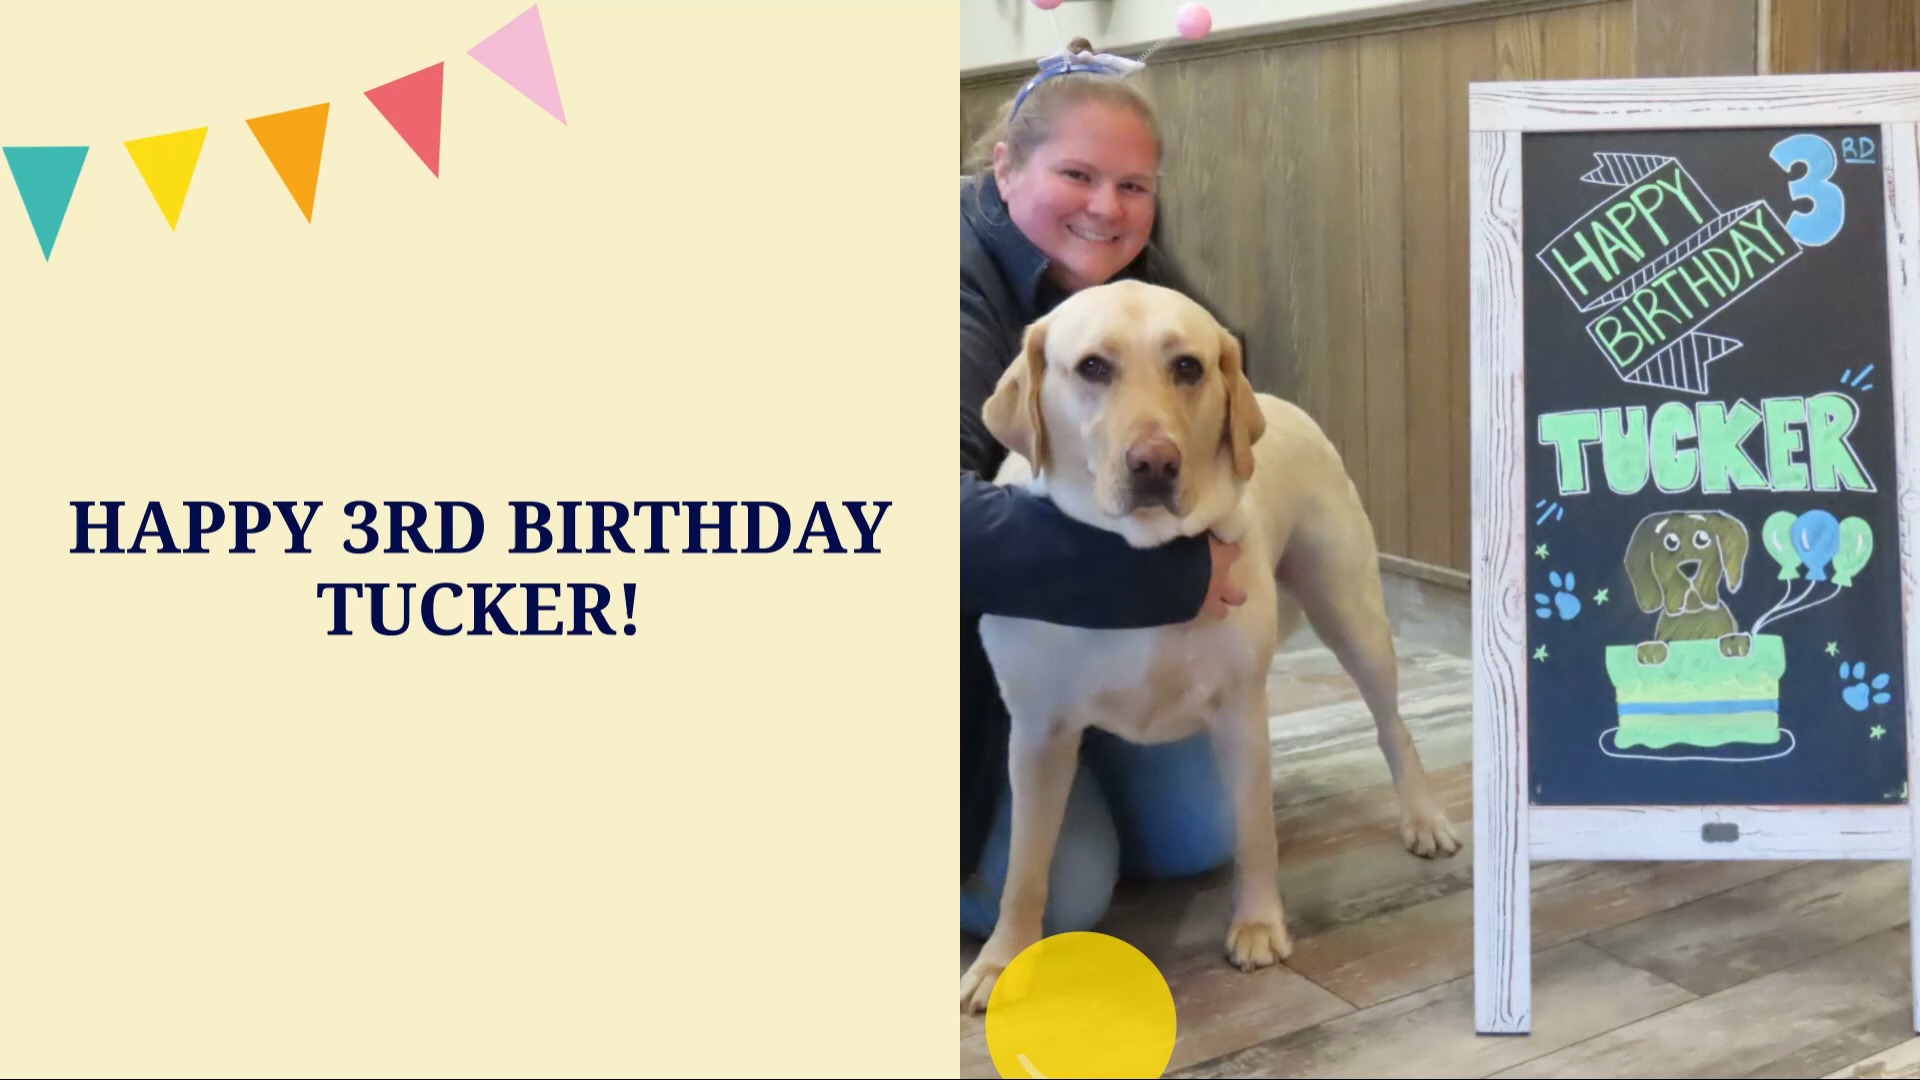 HAPPY 3RD BIRTHDAY
TUCKER!
HAPPY
BIRTHDAY
3RD
TUCKER